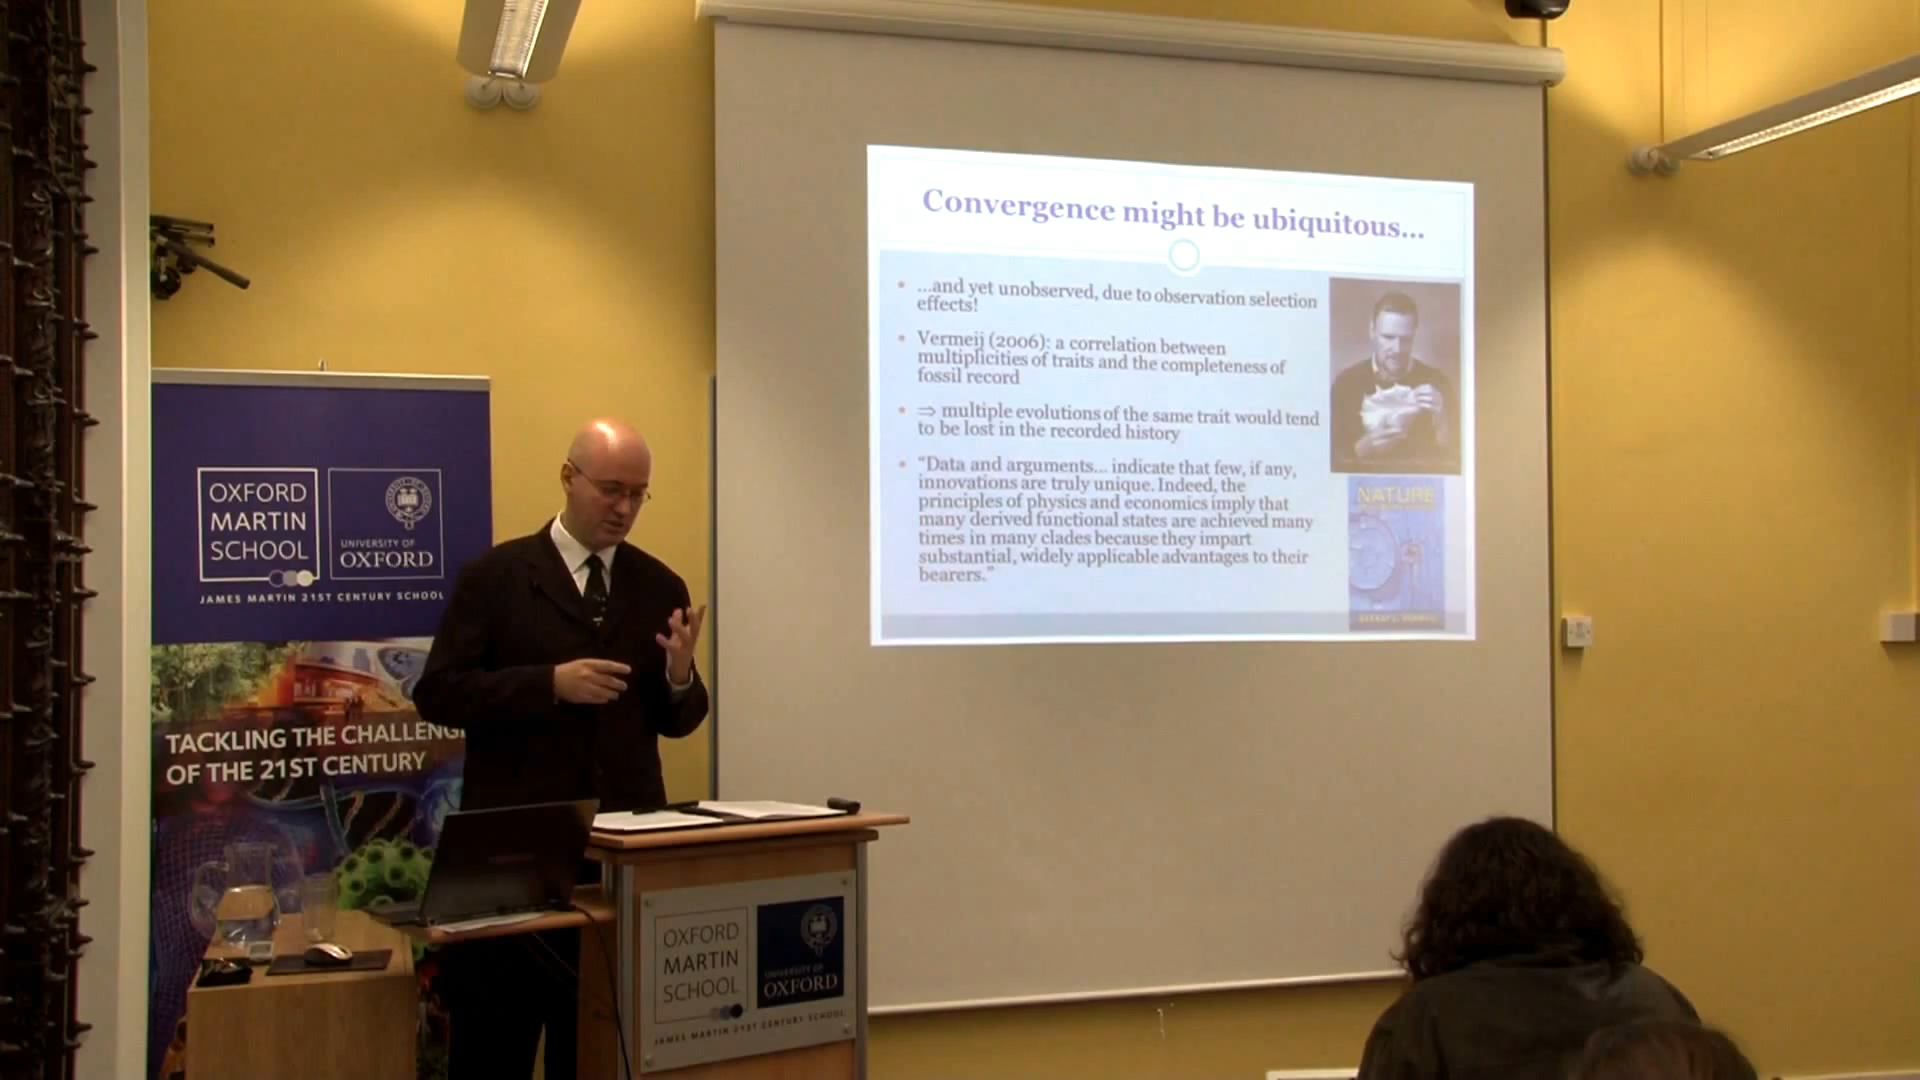 OXFORD
MARTIN
SCHOOL
UNIVERSITY OF
OXFORD
JAMES MARTIN 21ST CENTURY SCHOOL
TACKLING THE CHALLENG
OF THE 21ST CENTURY
Convergence might be ubiquitous...
...and yet unobserved, due to observation selection
effects!
Vermeij (2006): a correlation between
multiplicities of traits and the completeness of
fossil record
⇒ multiple evolutions of the same trait would tend
to be lost in the recorded history
“Data and arguments... indicate that few, if any,
innovations are truly unique. Indeed, the
principles of physics and economics imply that
many derived functional states are achieved many
times in many clades because they impart
substantial, widely applicable advantages to their
bearers.”
NATURE
OXFORD
MARTIN
SCHOOL
UNIVERSITY OF
OXFORD
JAMES MARTIN 21ST CENTURY SCHOOL